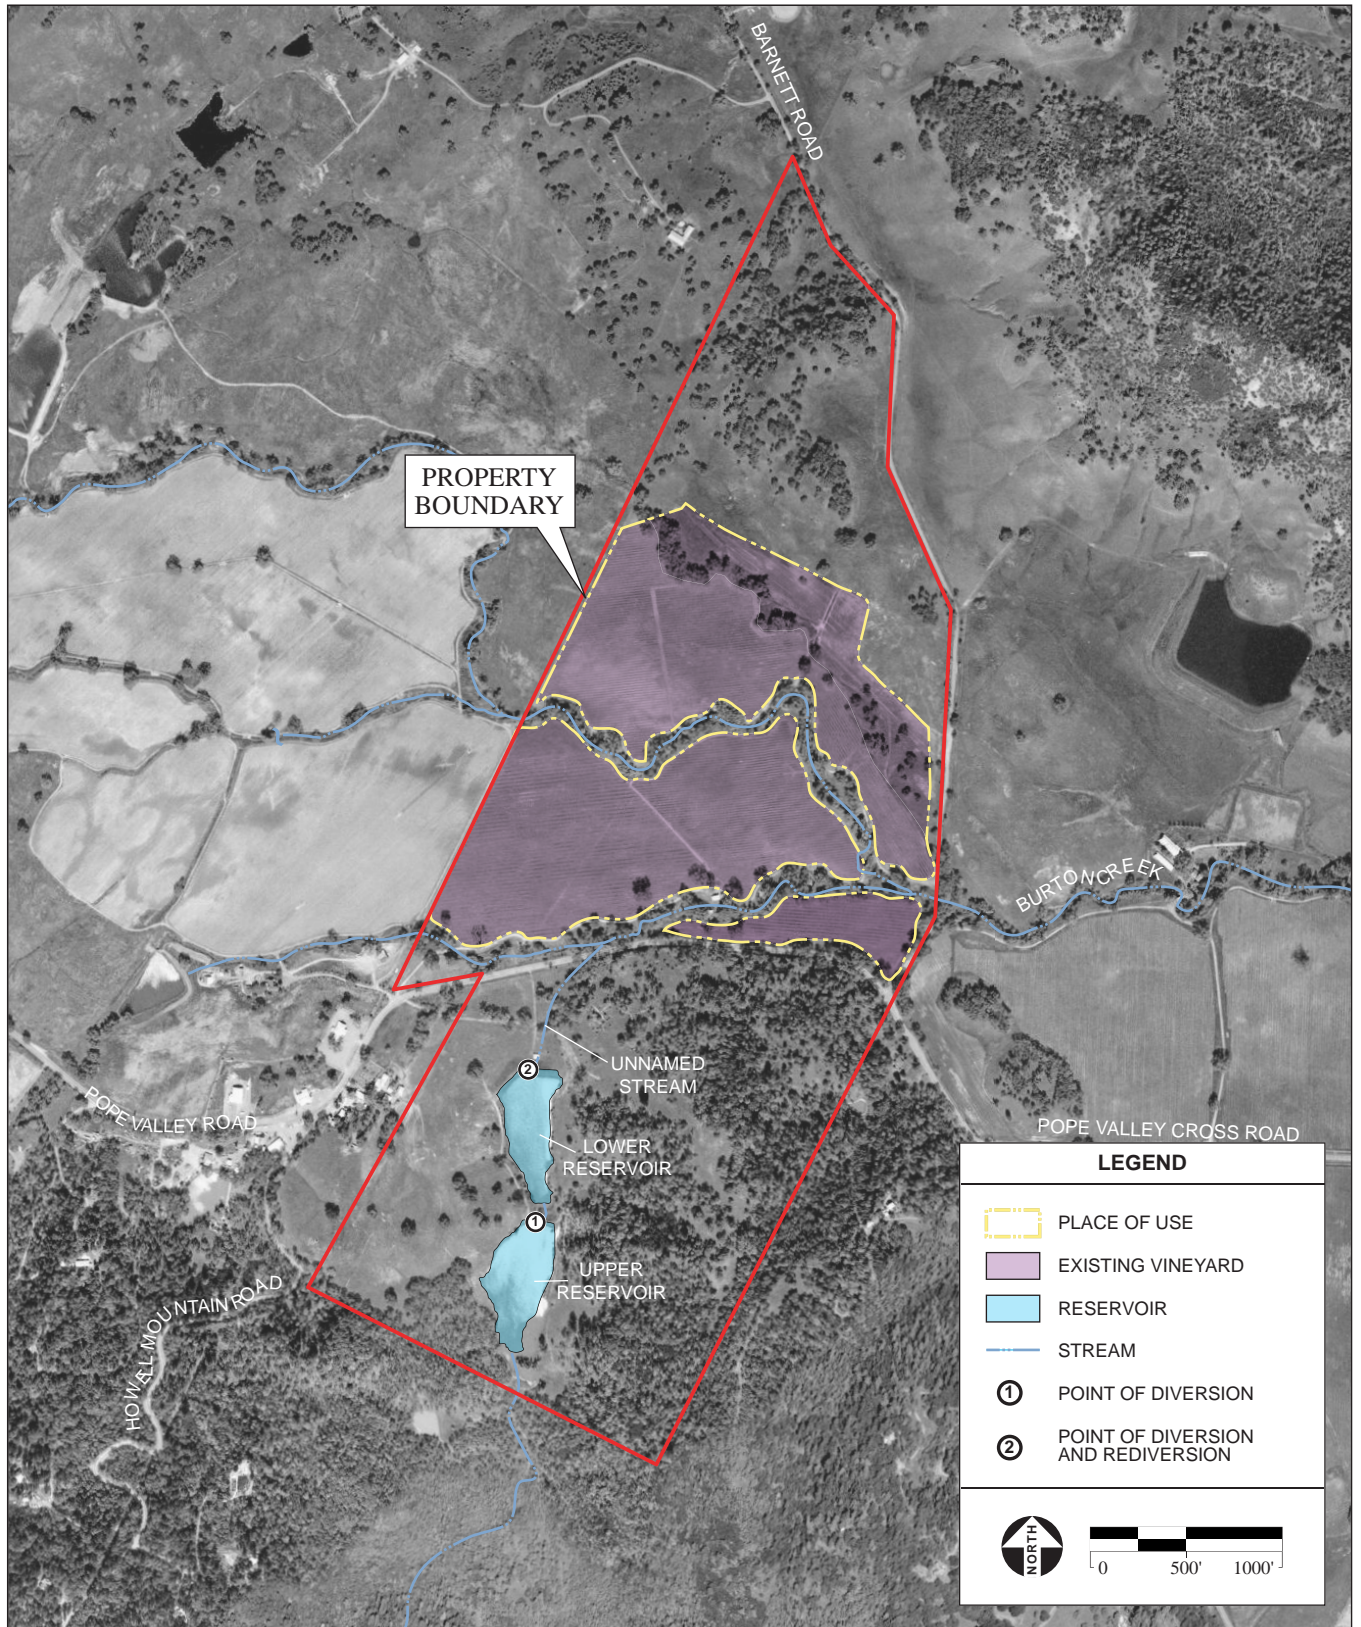 BARNETT ROAD
PROPERTY
BOUNDARY
BURTON CREEK
UNNAMED
STREAM
2
POPE VALLEY ROAD
LOWER
RESERVOIR
POPE VALLEY CROSS ROAD
1
UPPER
RESERVOIR
HOWELL MOUNTAIN ROAD
LEGEND
PLACE OF USE
EXISTING VINEYARD
RESERVOIR
STREAM
1 POINT OF DIVERSION
2 POINT OF DIVERSION
AND REDIVERSION
NORTH
0 500' 1000'